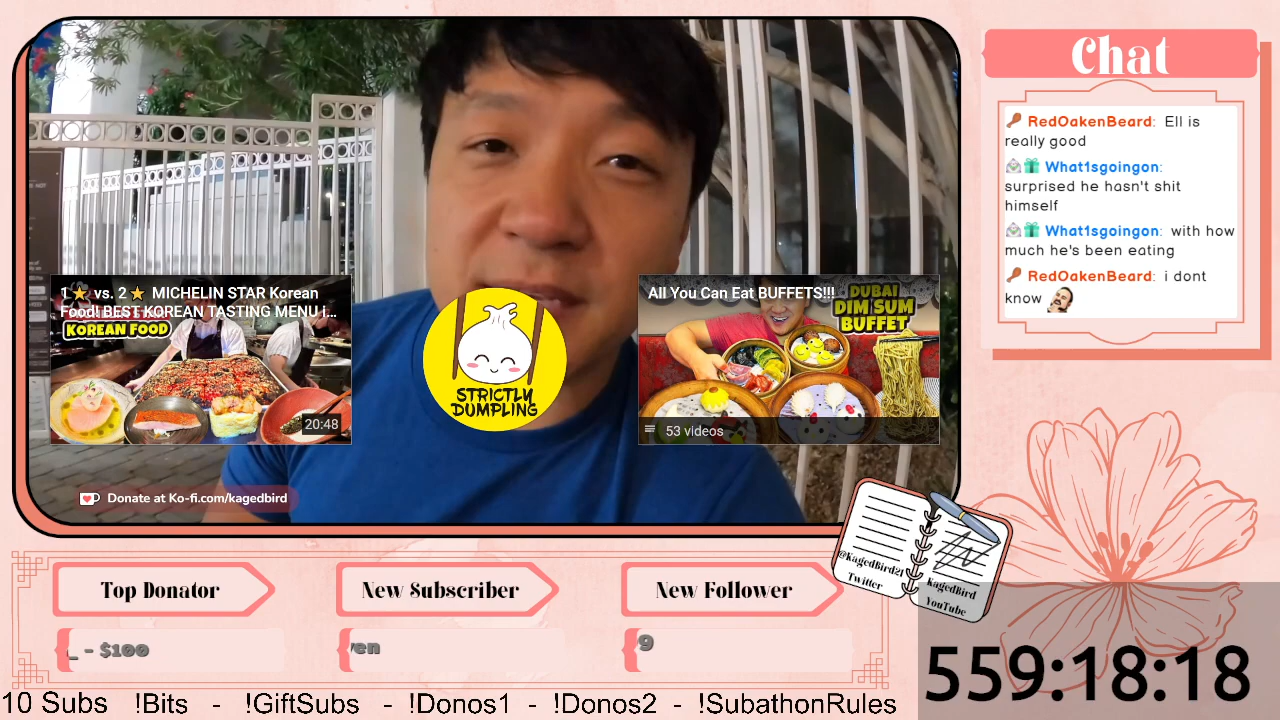 Chat
RedOakenBeard: Ell is
really good
What1sgoingon:
surprised he hasn't shit
himself
What1sgoingon: with how
much he's been eating
RedOakenBeard: i dont
know
1⭐ vs. 2⭐ MICHELIN STAR Korean
Food! BEST KOREAN TASTING MENU i...
KOREAN FOOD
20:48
STRICTLY
DUMPLING
All You Can Eat BUFFETS!!!
DUBAI
DIM SUM
BUFFET
53 videos
Donate at Ko-fi.com/kagedbird
@KagedBird21
Twitter
KagedBird
YouTube
Top Donator
New Subscriber
New Follower
_ - $100
ven
9
559:18:18
10 Subs !Bits - !GiftSubs - !Donos1 - !Donos2 - !SubathonRules